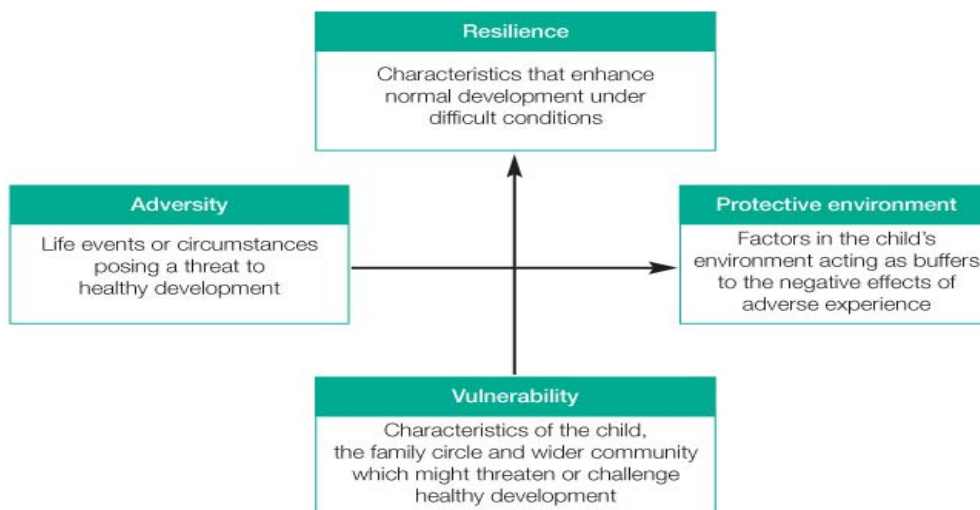 Resilience
Characteristics that enhance
normal development under
difficult conditions
Adversity
Life events or circumstances
posing a threat to
healthy development
Protective environment
Factors in the child's
environment acting as buffers
to the negative effects of
adverse experience
Vulnerability
Characteristics of the child,
the family circle and wider community
which might threaten or challenge
healthy development